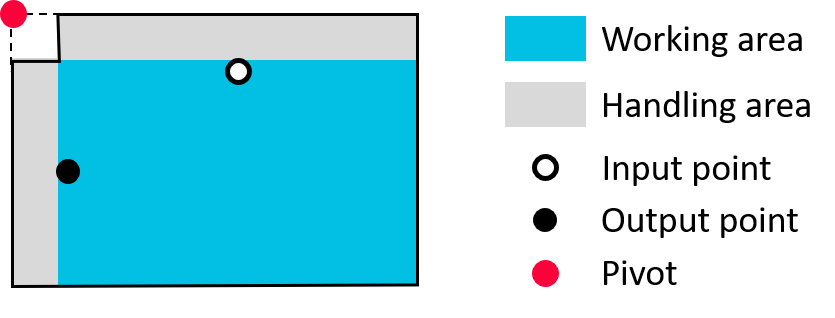 Working area
Handling area
Input point
Output point
Pivot